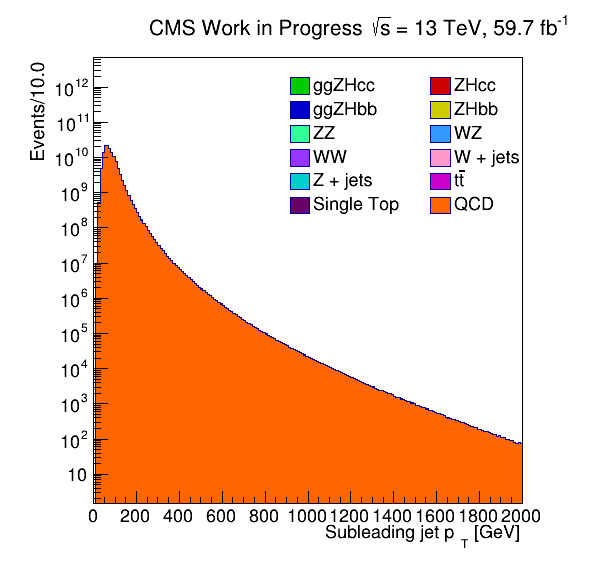 CMS Work in Progress √s = 13 TeV, 59.7 fb⁻¹
Events/10.0
10¹²
10¹¹
10¹⁰
10⁹
10⁸
10⁷
10⁶
10⁵
10⁴
10³
10²
10
ggZHcc ZHcc
ggZHbb ZHbb
ZZ WZ
WW W + jets
Z + jets tt̄
Single Top QCD
0 200 400 600 800 1000 1200 1400 1600 1800 2000
Subleading jet p_T [GeV]